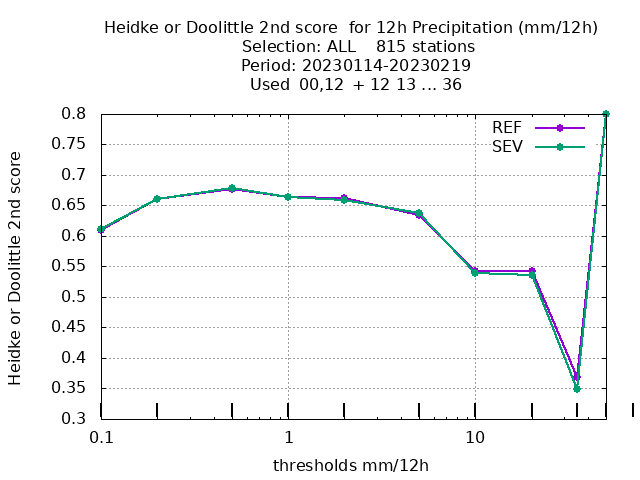 Heidke or Doolittle 2nd score  for 12h Precipitation (mm/12h)
Selection: ALL    815 stations
Period: 20230114-20230219
Used  00,12  + 12 13 ... 36
REF
SEV
0.8
0.75
0.7
0.65
0.6
0.55
0.5
0.45
0.4
0.35
0.3
Heidke or Doolittle 2nd score
0.1
1
10
thresholds mm/12h